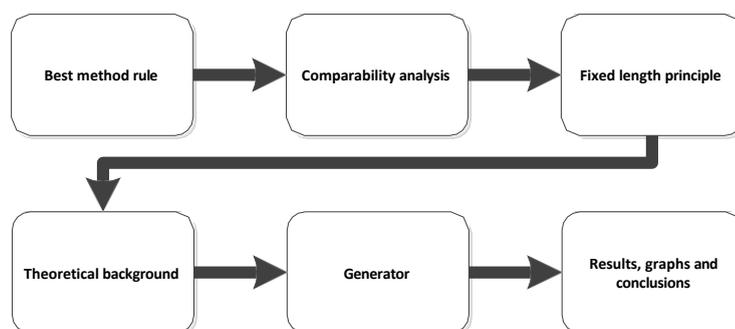 Best method rule
Comparability analysis
Fixed length principle
Theoretical background
Generator
Results, graphs and
conclusions